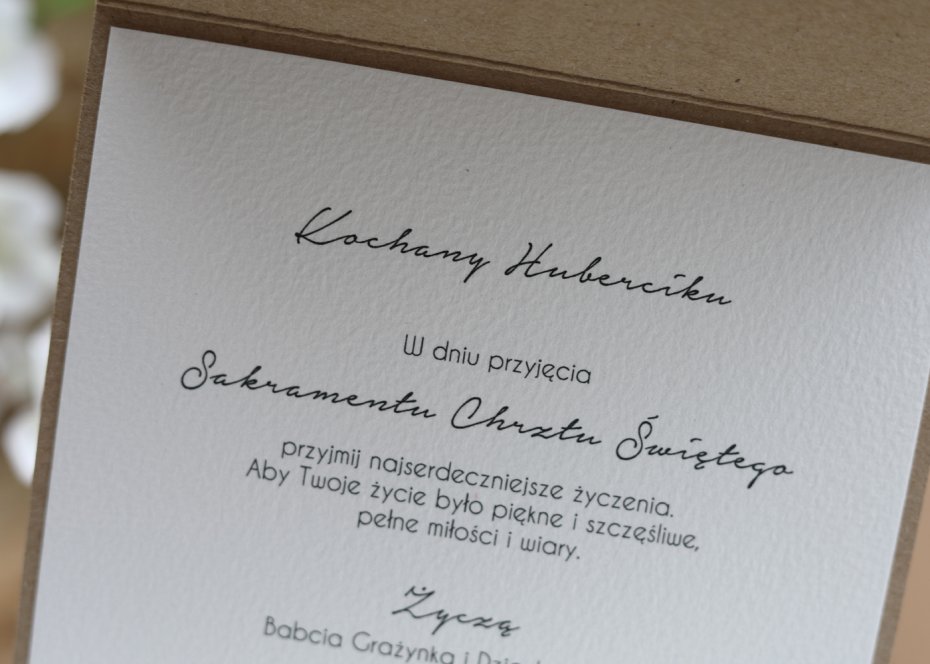 Kochany Huberciku
W dniu przyjęcia
Sakramentu Chrztu Świętego
przyjmij najserdeczniejsze życzenia.
Aby Twoje życie było piękne i szczęśliwe,
pełne miłości i wiary.
Życzą
Babcia Grażynka i